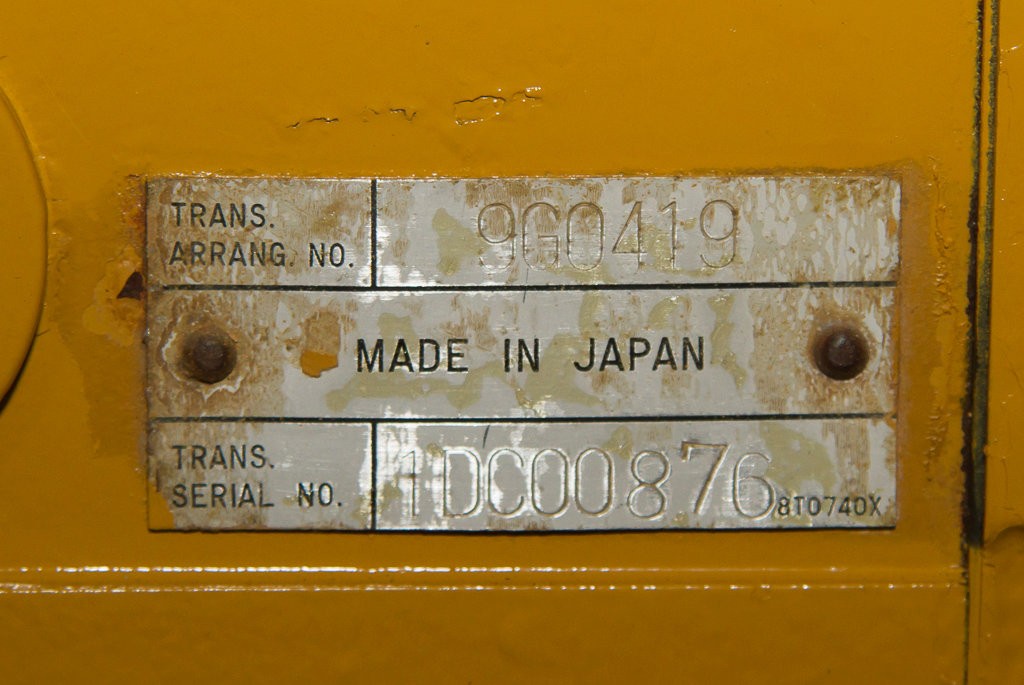 TRANS.
ARRANG. NO. 9G0419
MADE IN JAPAN
TRANS.
SERIAL NO. 1DC00876 8T0740X